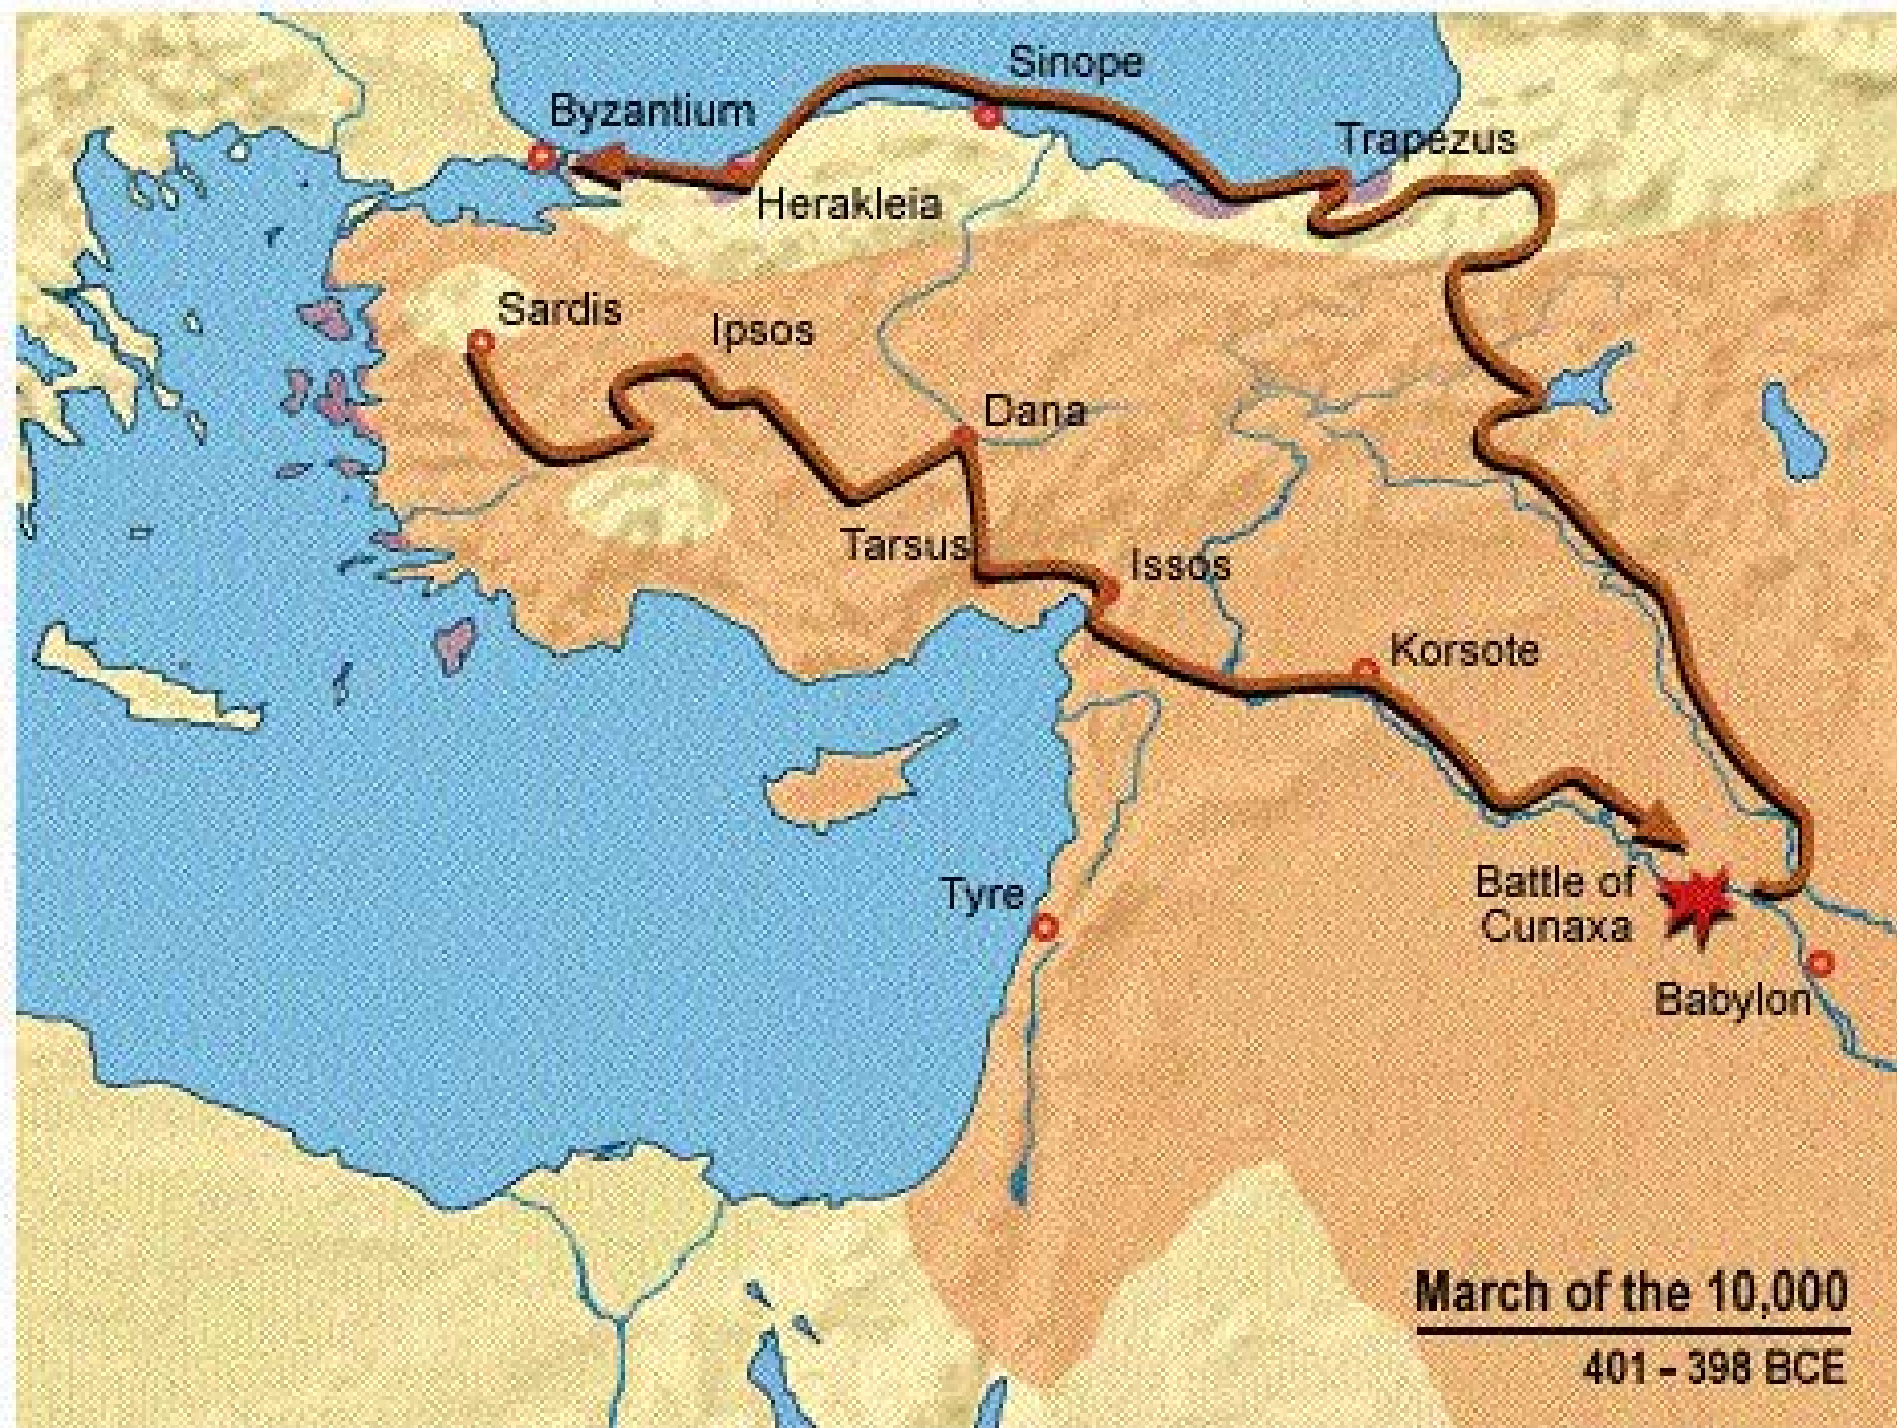 Sinope
Byzantium
Trapezus
Herakleia
Sardis
Ipsos
Dana
Tarsus
Issos
Korsote
Tyre
Battle of
Cunaxa
Babylon
March of the 10,000
401 - 398 BCE